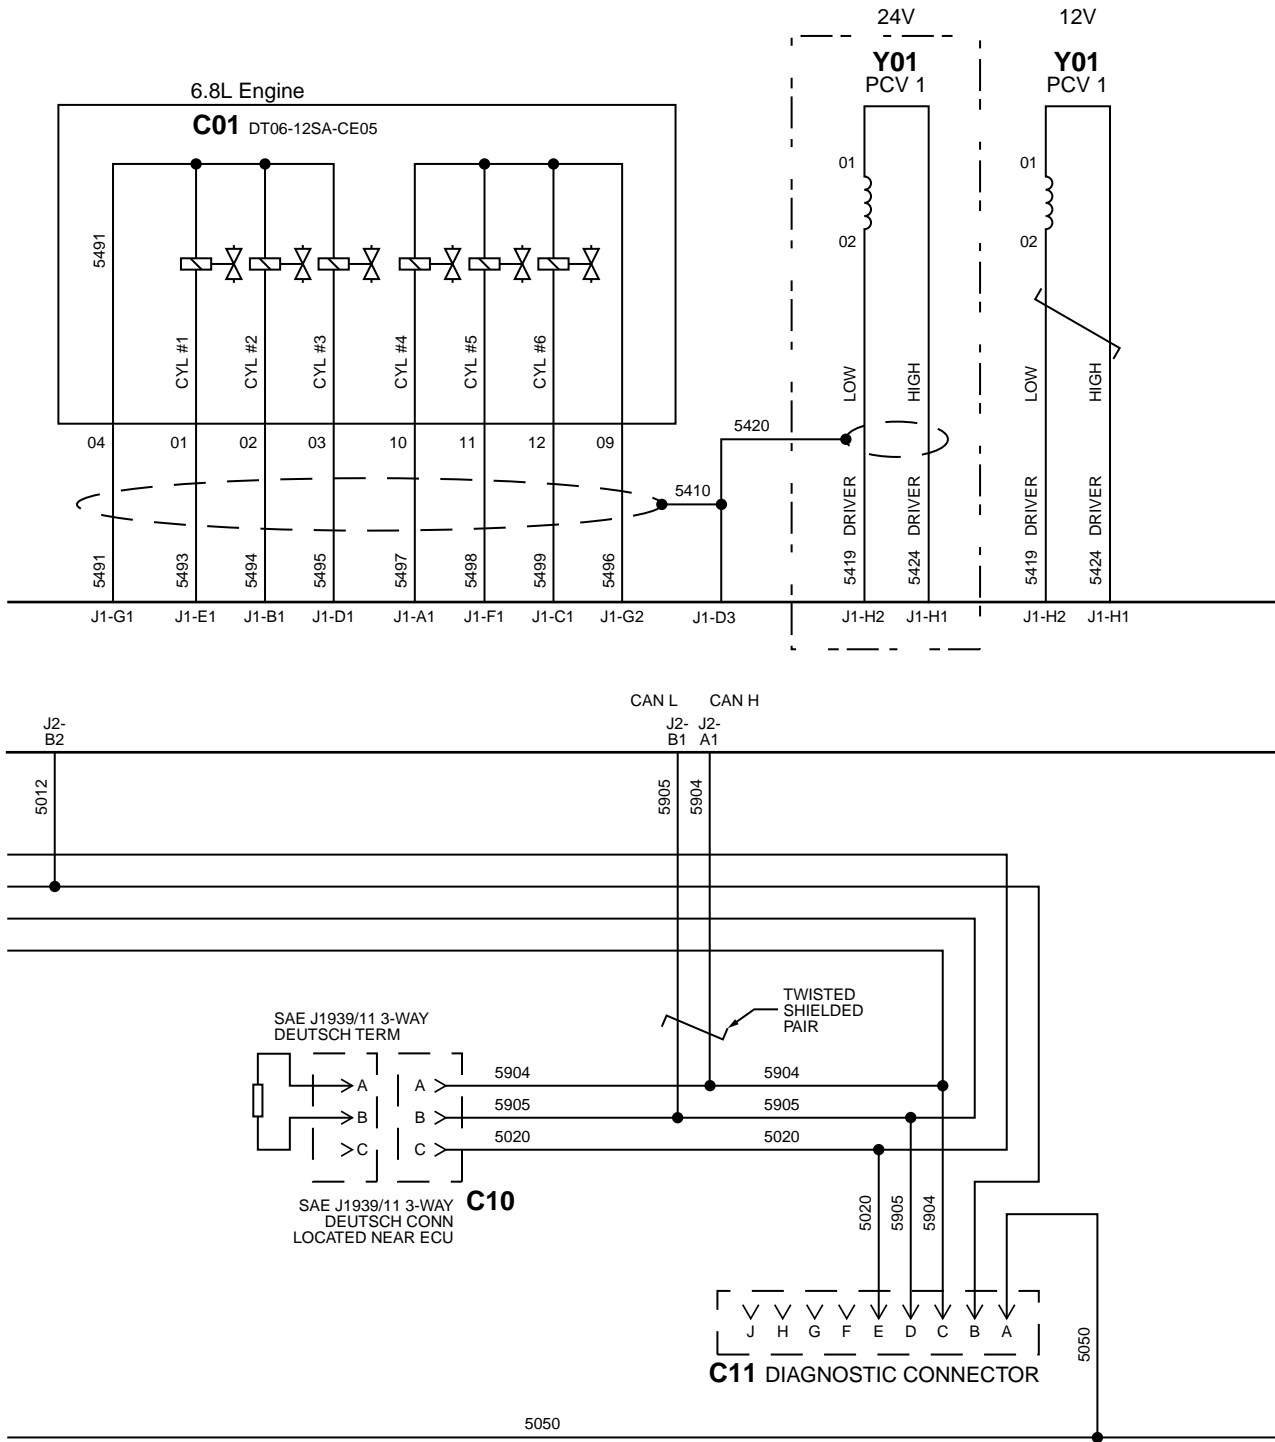 24V 12V
Y01 Y01
PCV 1 PCV 1
6.8L Engine
C01 DT06-12SA-CE05
01 01
02 02
5491
CYL #1 CYL #2 CYL #3 CYL #4 CYL #5 CYL #6
LOW HIGH LOW HIGH
04 01 02 03 10 11 12 09
5420
5410
DRIVER DRIVER DRIVER DRIVER
5491 5493 5494 5495 5497 5498 5499 5496 5419 5424 5419 5424
J1-G1 J1-E1 J1-B1 J1-D1 J1-A1 J1-F1 J1-C1 J1-G2 J1-D3 J1-H2 J1-H1 J1-H2 J1-H1
CAN L CAN H
J2- J2- J2-
B2 B1 A1
5012 5905 5904
TWISTED
SHIELDED
PAIR
SAE J1939/11 3-WAY
DEUTSCH TERM
A A 5904 5904
B B 5905 5905
C C 5020 5020
C10
SAE J1939/11 3-WAY
DEUTSCH CONN
LOCATED NEAR ECU
5020 5905 5904
J H G F E D C B A
5050
C11 DIAGNOSTIC CONNECTOR
5050